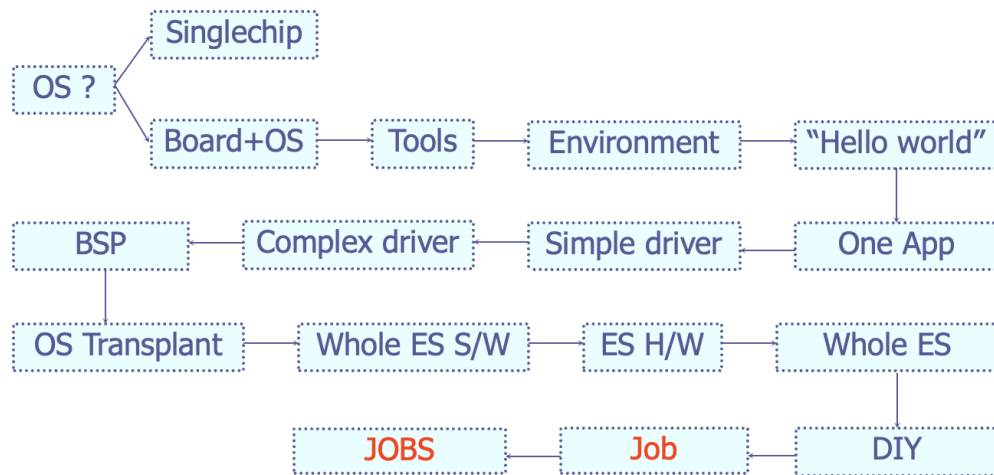 Singlechip
OS ?
Board+OS
Tools
Environment
“Hello world”
BSP
Complex driver
Simple driver
One App
OS Transplant
Whole ES S/W
ES H/W
Whole ES
JOBS
Job
DIY